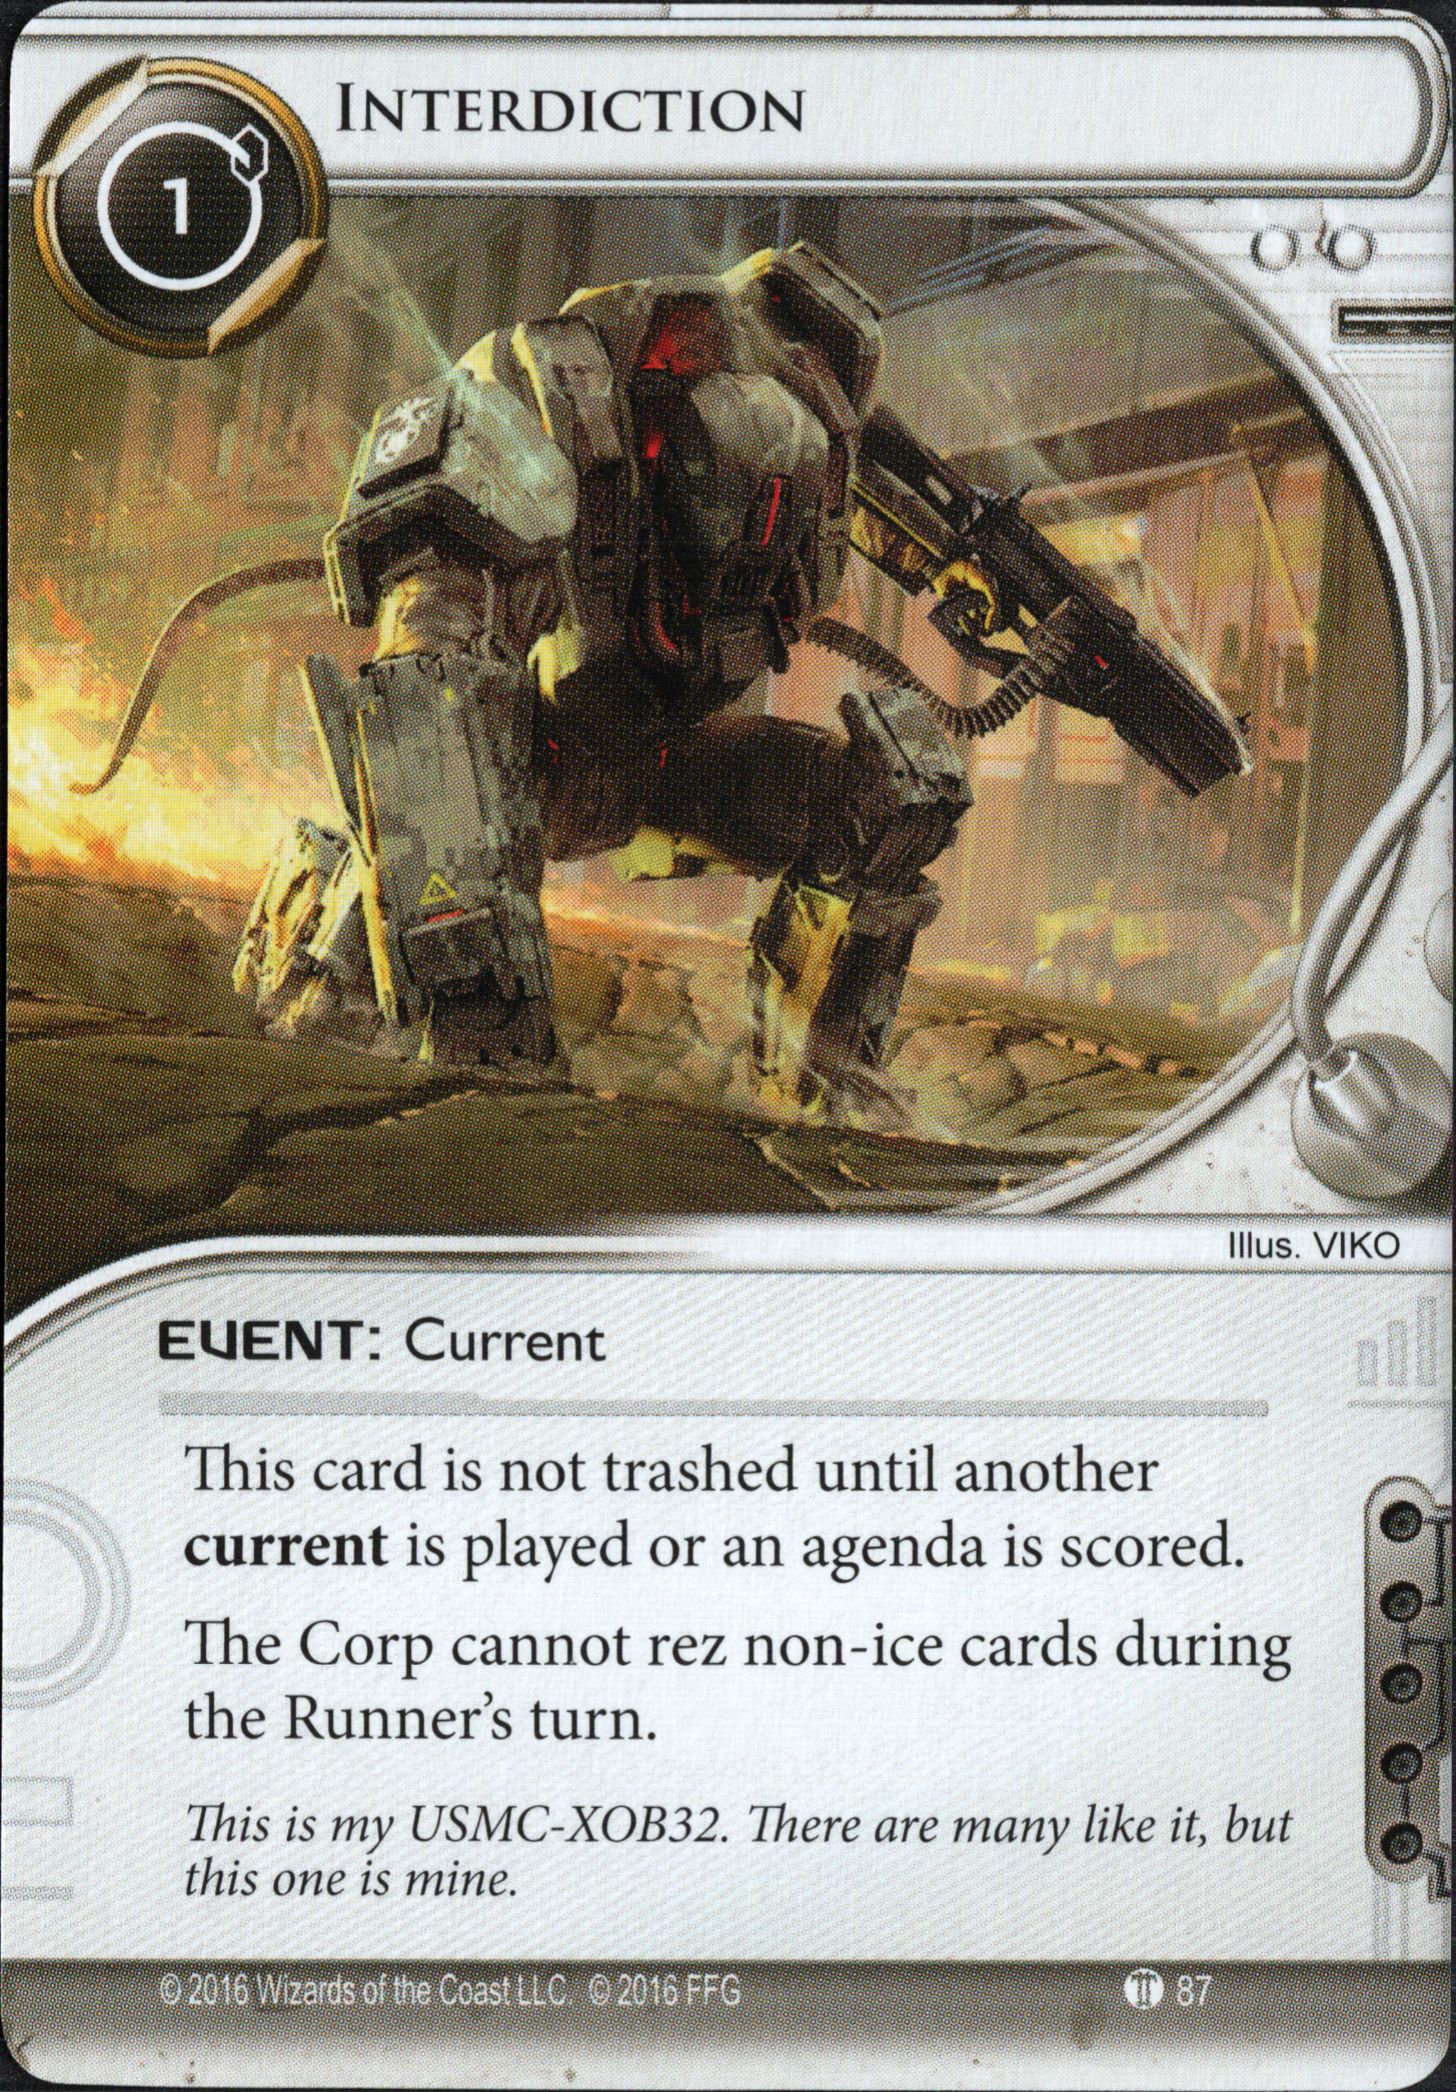 1
INTERDICTION
Illus. VIKO
EVENT: Current
This card is not trashed until another
current is played or an agenda is scored.
The Corp cannot rez non-ice cards during
the Runner's turn.
This is my USMC-XOB32. There are many like it, but
this one is mine.
© 2016 Wizards of the Coast LLC. © 2016 FFG
87